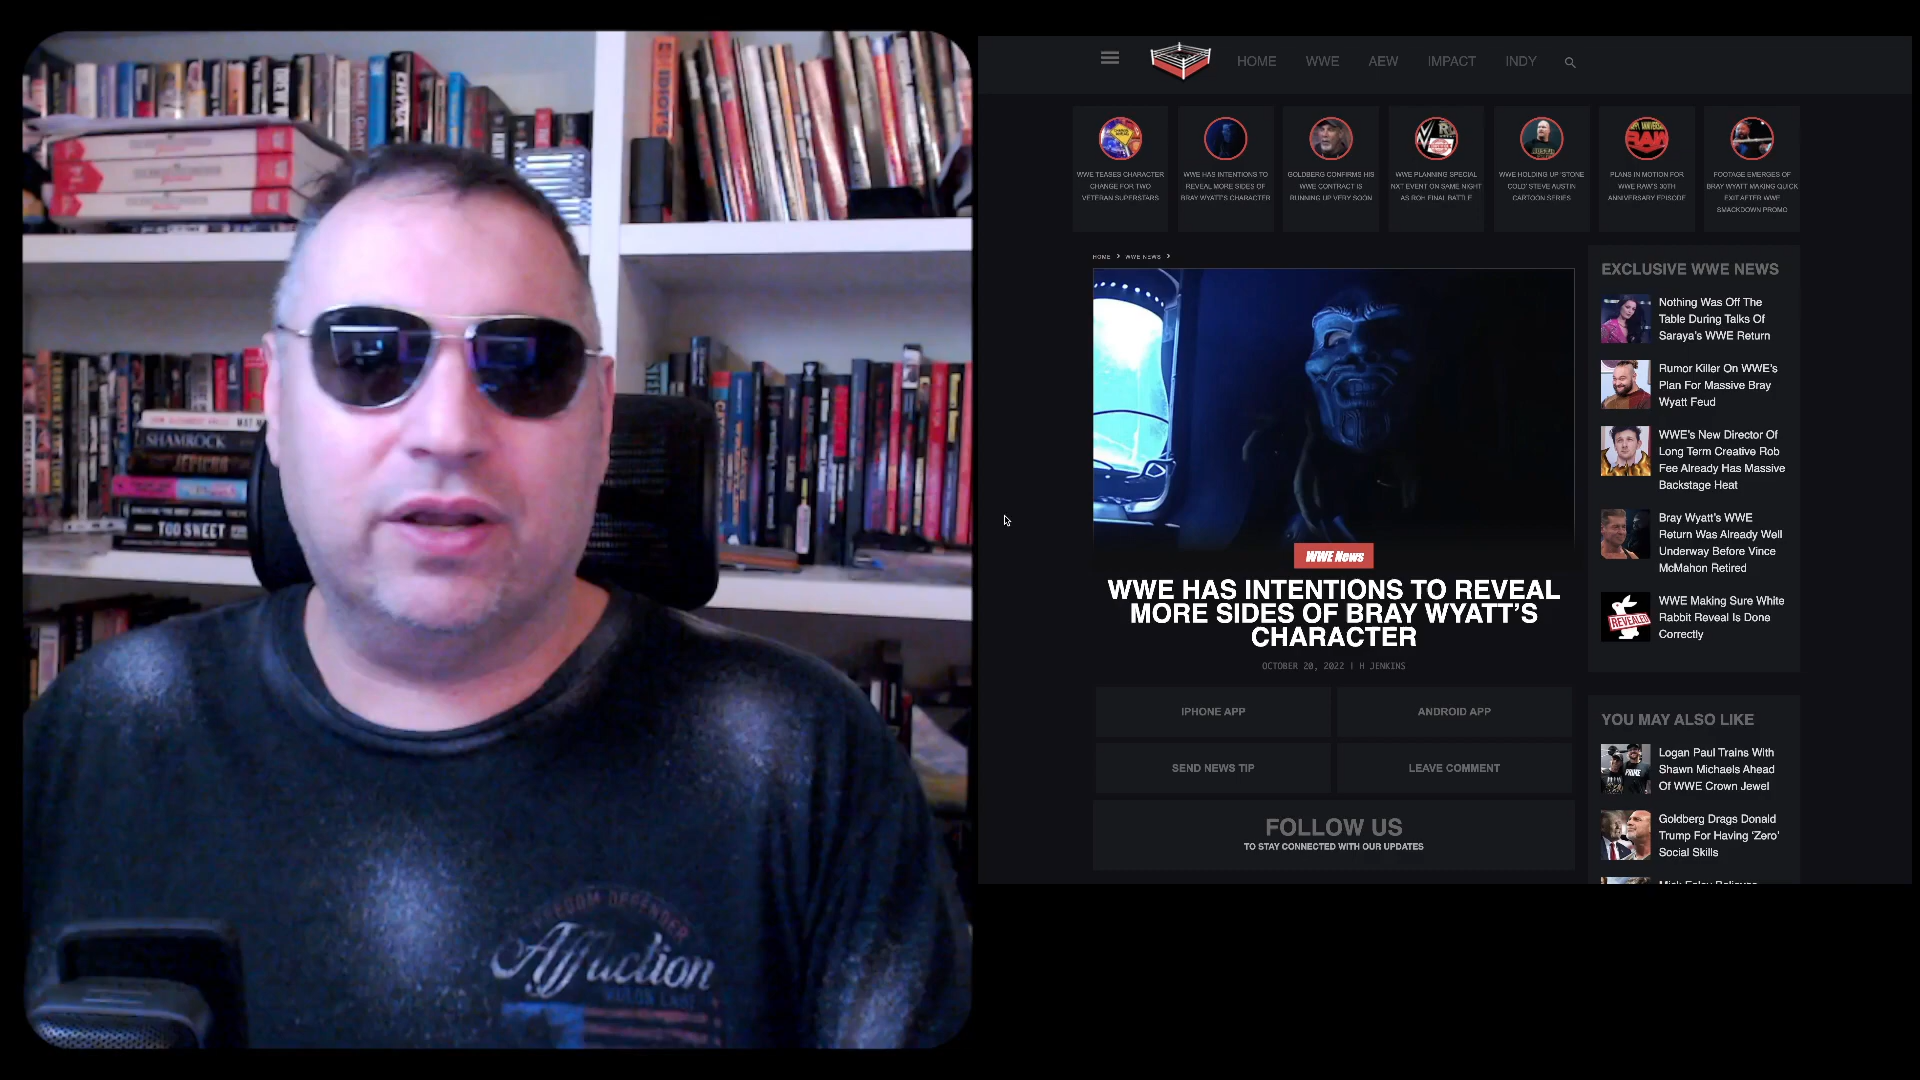 IDIOT'S
CHYNA
SHAMROCK
JERICHO
TOO SWEET
FREEDOM DEFENDER
Affliction
HOME
WWE
AEW
IMPACT
INDY
WWE TEASES CHARACTER
CHANGE FOR TWO
VETERAN SUPERSTARS
WWE HAS INTENTIONS TO
REVEAL MORE SIDES OF
BRAY WYATT'S CHARACTER
GOLDBERG CONFIRMS HIS
WWE CONTRACT IS
RUNNING UP VERY SOON
WWE PLANNING SPECIAL
NXT EVENT ON SAME NIGHT
AS ROH FINAL BATTLE
WWE HOLDING UP 'STONE
COLD' STEVE AUSTIN
CARTOON SERIES
RAW
PLANS IN MOTION FOR
WWE RAW'S 30TH
ANNIVERSARY EPISODE
FOOTAGE EMERGES OF
BRAY WYATT MAKING QUICK
EXIT AFTER WWE
SMACKDOWN PROMO
HOME > WWE NEWS >
WWE News
WWE HAS INTENTIONS TO REVEAL
MORE SIDES OF BRAY WYATT'S
CHARACTER
OCTOBER 20, 2022 | H JENKINS
IPHONE APP
ANDROID APP
SEND NEWS TIP
LEAVE COMMENT
FOLLOW US
TO STAY CONNECTED WITH OUR UPDATES
EXCLUSIVE WWE NEWS
Nothing Was Off The
Table During Talks Of
Saraya's WWE Return
Rumor Killer On WWE's
Plan For Massive Bray
Wyatt Feud
WWE's New Director Of
Long Term Creative Rob
Fee Already Has Massive
Backstage Heat
Bray Wyatt's WWE
Return Was Already Well
Underway Before Vince
McMahon Retired
REVEALED
WWE Making Sure White
Rabbit Reveal Is Done
Correctly
YOU MAY ALSO LIKE
PRIME
Logan Paul Trains With
Shawn Michaels Ahead
Of WWE Crown Jewel
Goldberg Drags Donald
Trump For Having 'Zero'
Social Skills